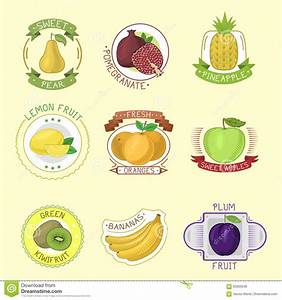 SWEET
PEAR
POMEGRANATE
PINEAPPLE
LEMON FRUIT
FRESH
ORANGES
SWEET APPLES
GREEN
KIWIFRUIT
BANANAS
PLUM
FRUIT
Download from
Dreamstime.com